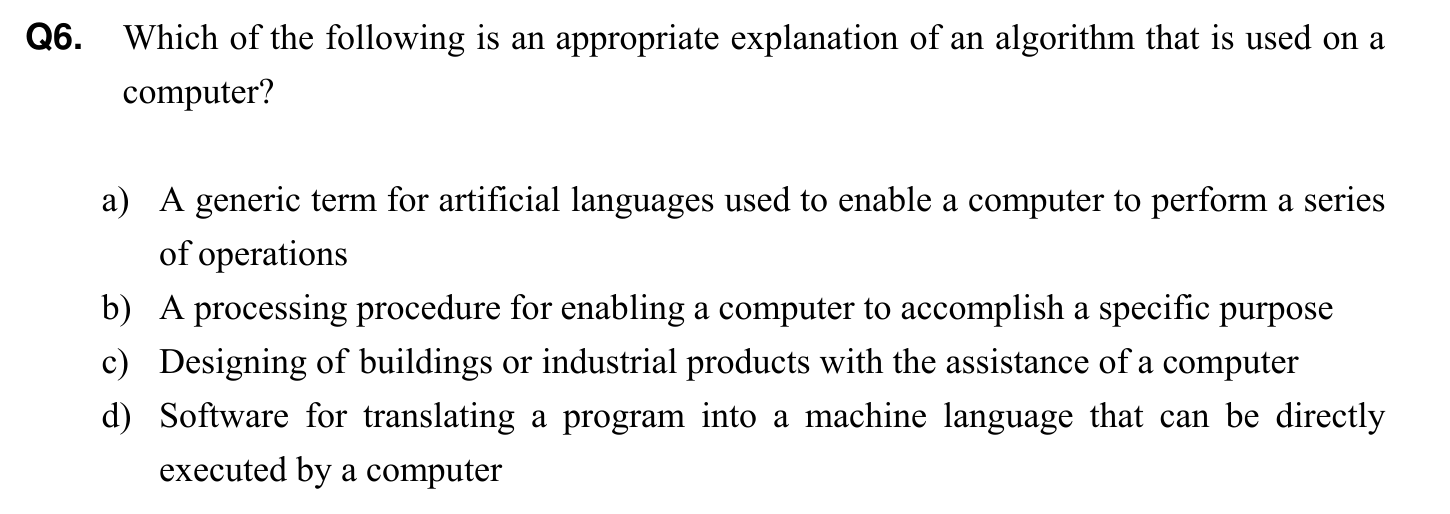 Q6. Which of the following is an appropriate explanation of an algorithm that is used on a
computer?
a) A generic term for artificial languages used to enable a computer to perform a series
of operations
b) A processing procedure for enabling a computer to accomplish a specific purpose
c) Designing of buildings or industrial products with the assistance of a computer
d) Software for translating a program into a machine language that can be directly
executed by a computer